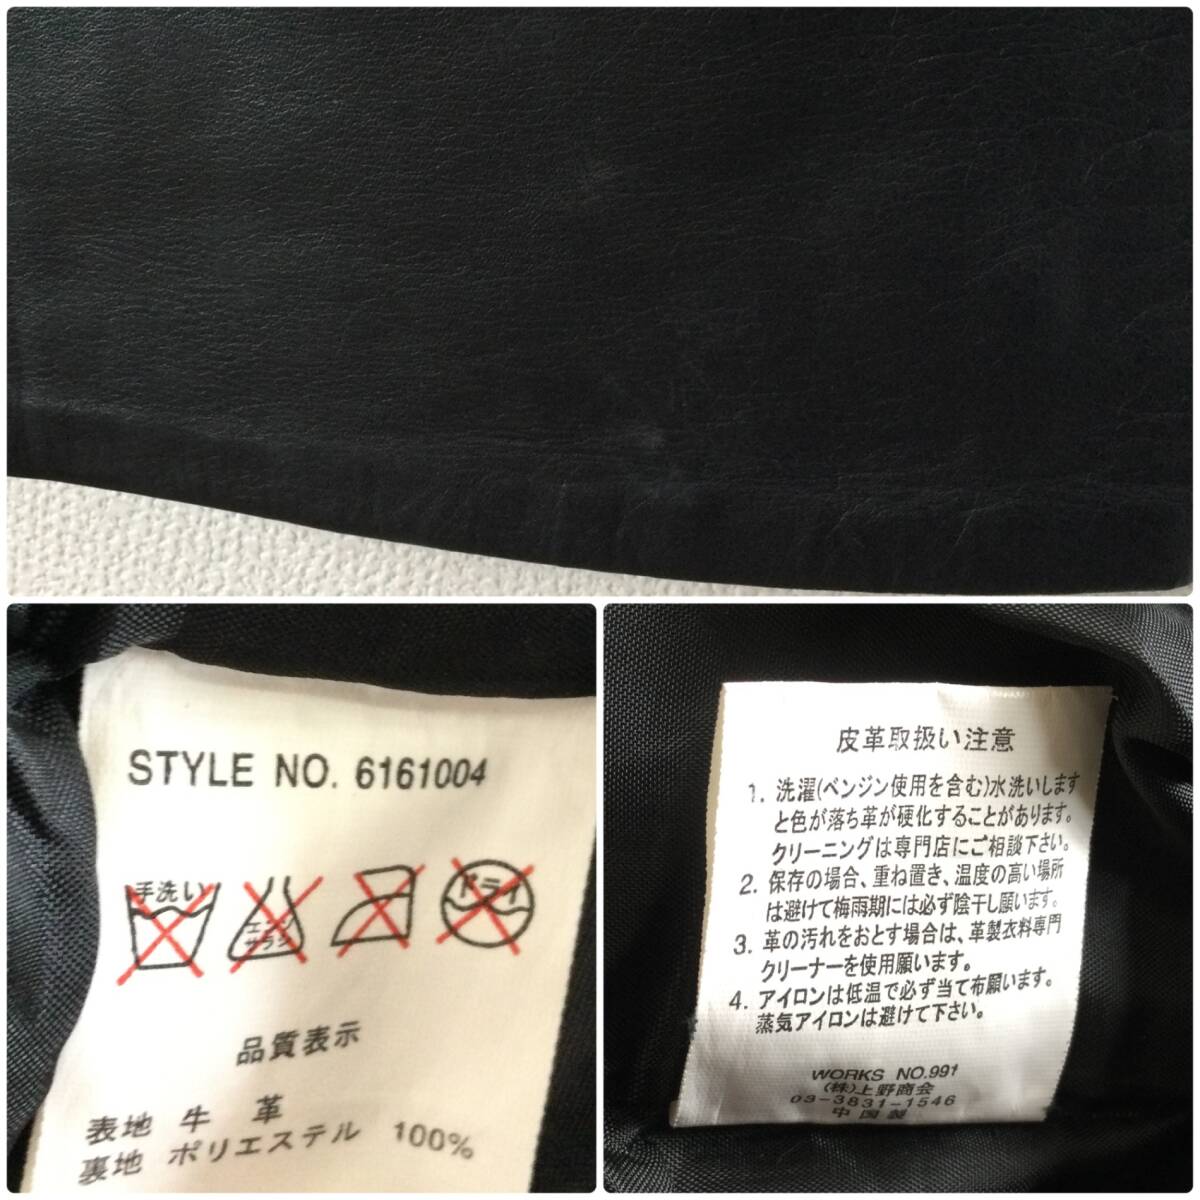 STYLE NO. 6161004
手洗い
エンソ
サラシ
ドライ
品質表示
表地 牛 革
裏地 ポリエステル 100%
皮革取扱い注意
1. 洗濯(ベンジン使用を含む)水洗いします
と色が落ち革が硬化することがあります。
クリーニングは専門店にご相談下さい。
2. 保存の場合、重ね置き、温度の高い場所
は避けて梅雨期には必ず陰干し願います。
3. 革の汚れをおとす場合は、革製衣料専門
クリーナーを使用願います。
4. アイロンは低温で必ず当て布願います。
蒸気アイロンは避けて下さい。
WORKS NO.991
(株)上野商会
03-3831-1546
中国製